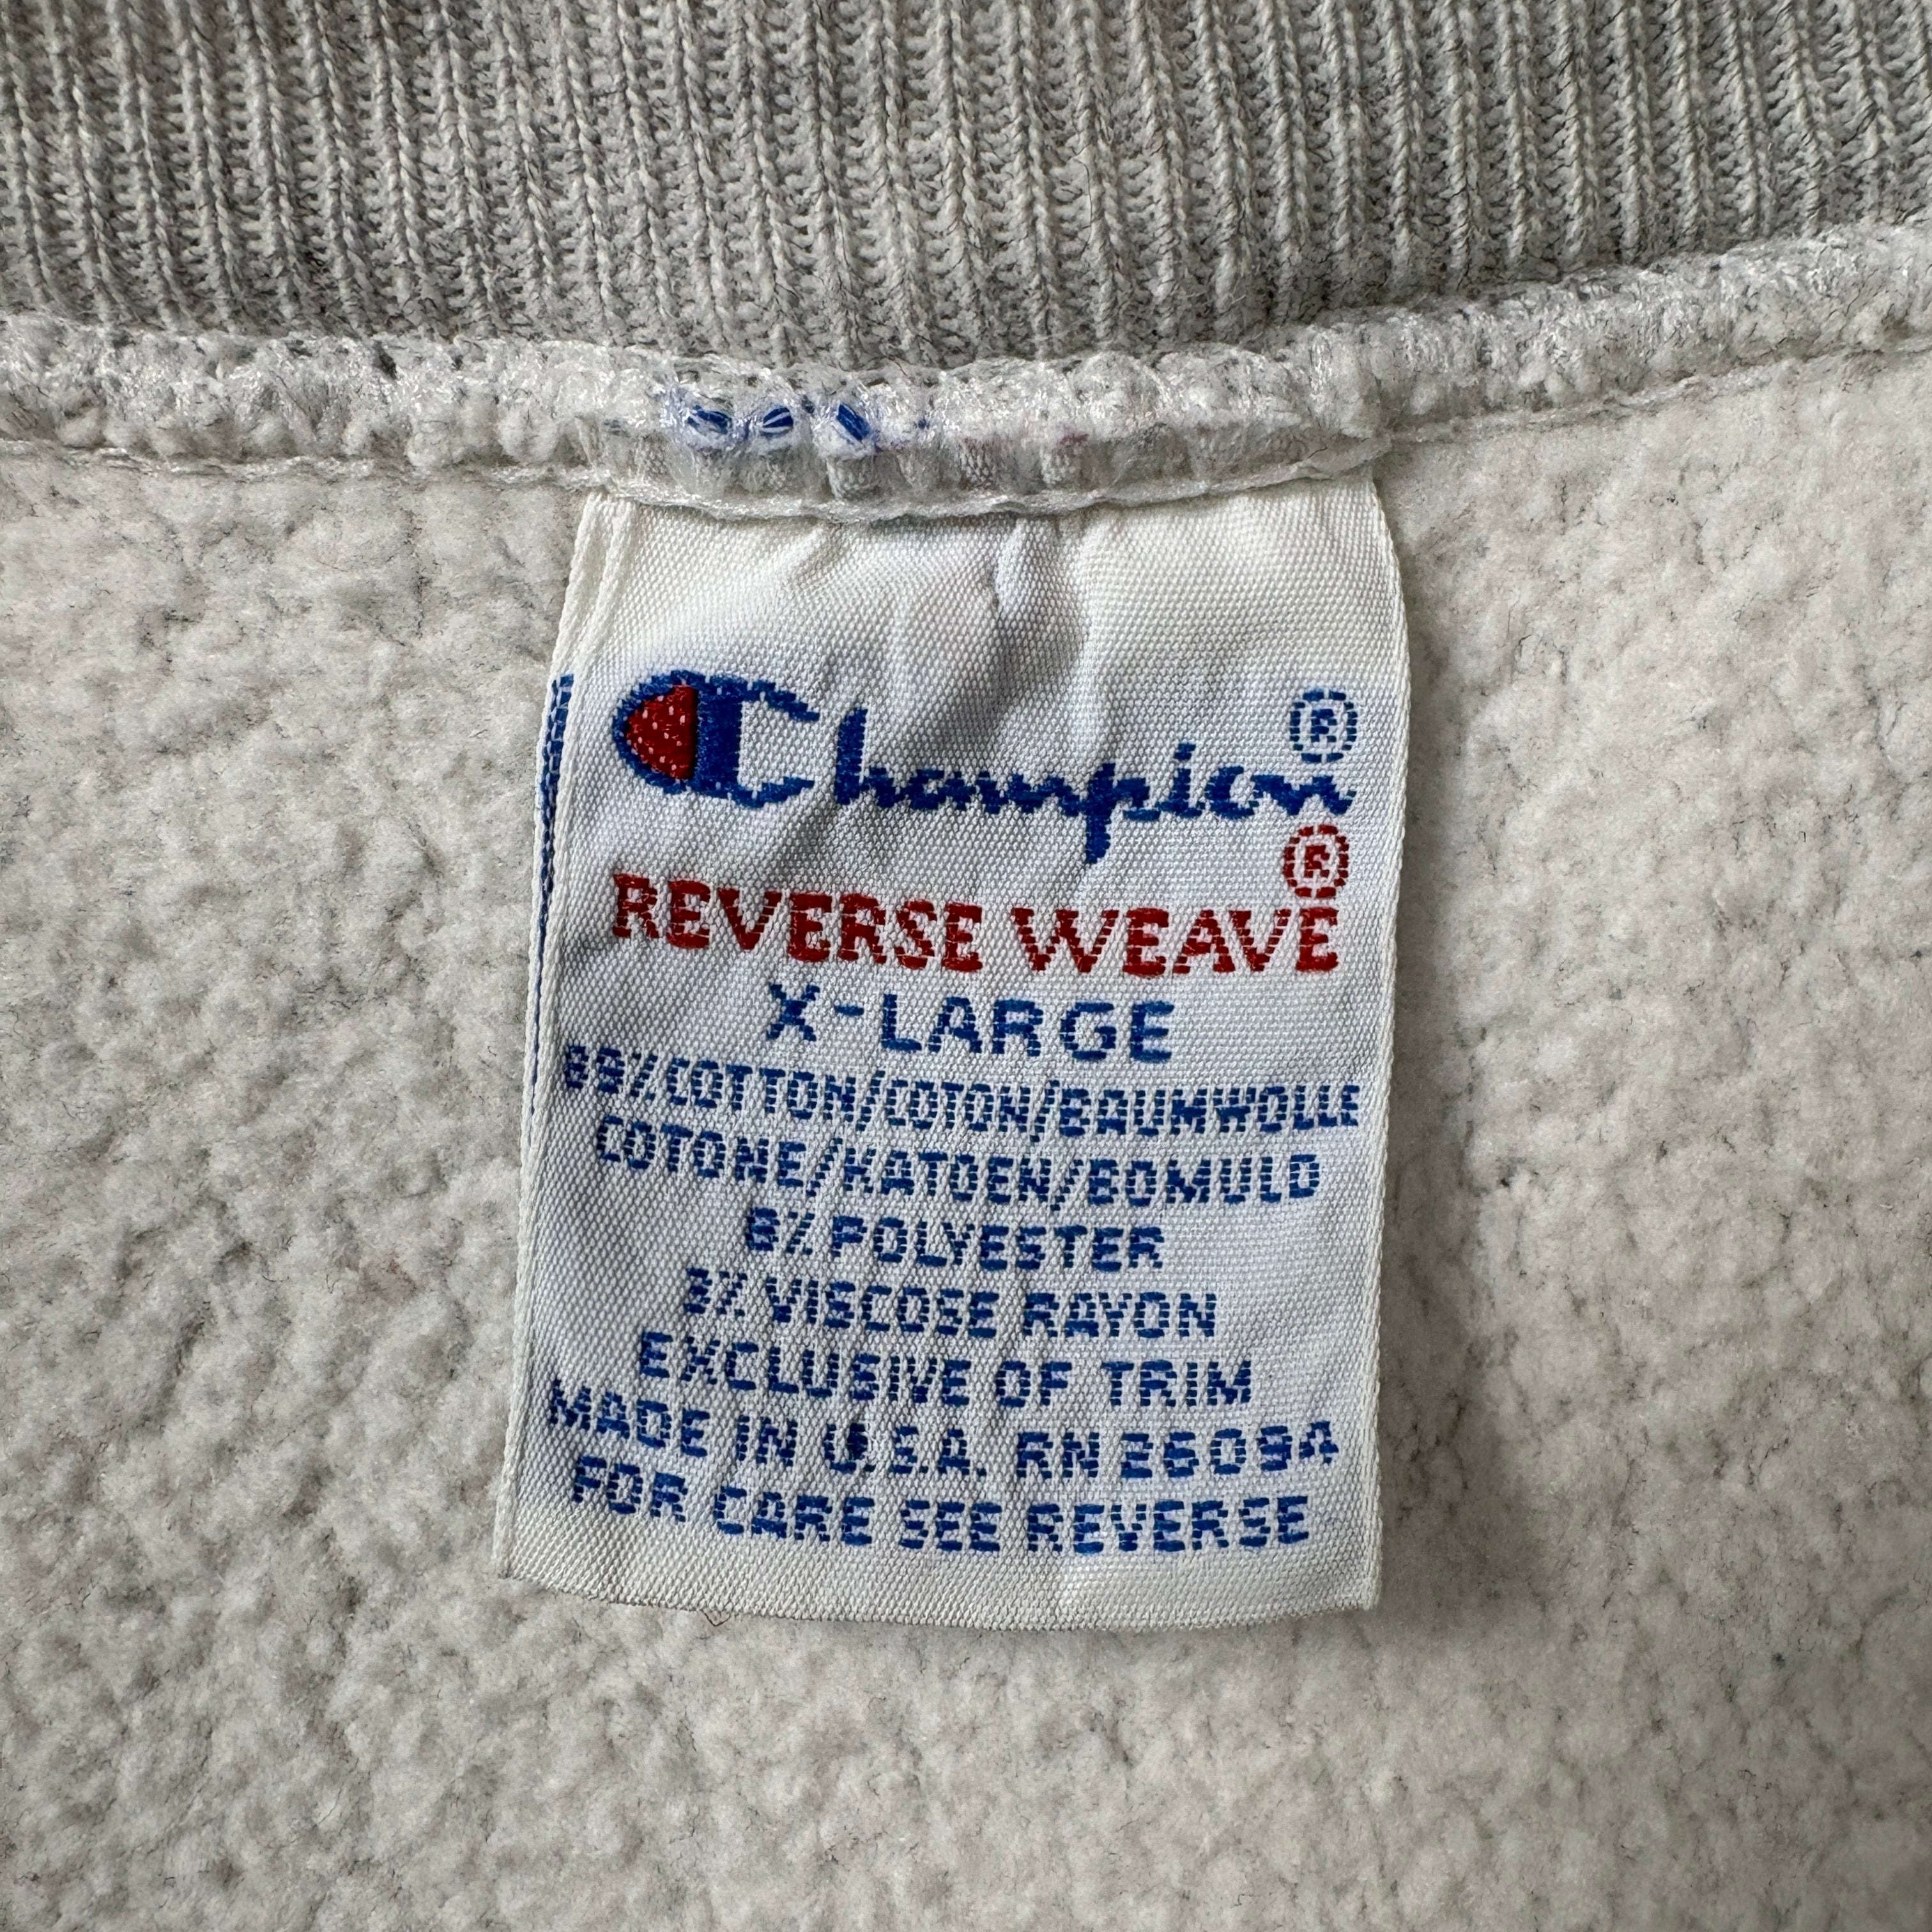 Champion®
REVERSE WEAVE®
X-LARGE
89%COTTON/COTON/BAUMWOLLE
COTONE/KATOEN/BOMULD
8% POLYESTER
3% VISCOSE RAYON
EXCLUSIVE OF TRIM
MADE IN U.S.A. RN 26094
FOR CARE SEE REVERSE